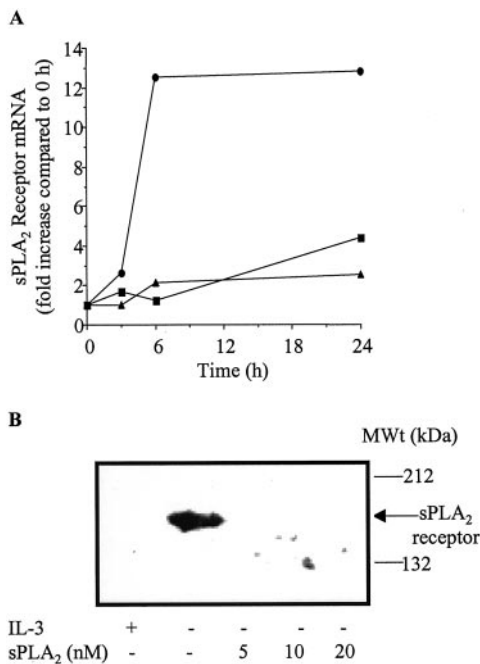 A
sPLA₂ Receptor mRNA
(fold increase compared to 0 h)
14
12
10
8
6
4
2
0
0 6 12 18 24
Time (h)
B
MWt (kDa)
212
sPLA₂
receptor
132
IL-3 + - - - -
sPLA₂ (nM) - - 5 10 20